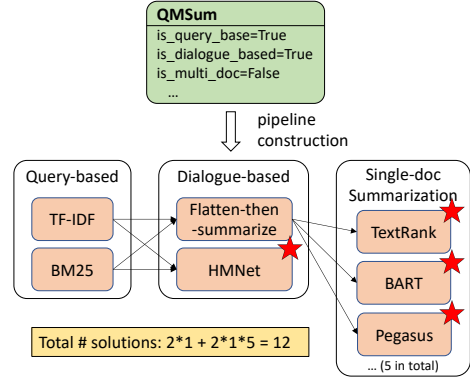 QMSum
is_query_base=True
is_dialogue_based=True
is_multi_doc=False
...
pipeline
construction
Query-based
TF-IDF
BM25
Dialogue-based
Flatten-then
-summarize
HMNet
Single-doc
Summarization
TextRank
BART
Pegasus
... (5 in total)
Total # solutions: 2*1 + 2*1*5 = 12